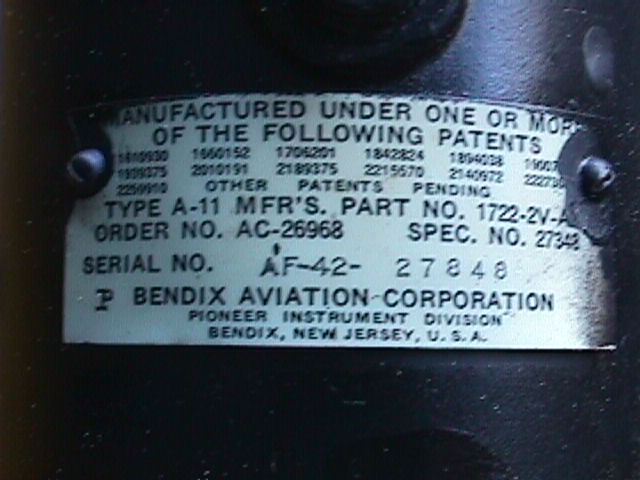 MANUFACTURED UNDER ONE OR MORE
OF THE FOLLOWING PATENTS
1610930 1660152 1706201 1842824 1894038
1909375 2010191 2189375 2215570 2140972
2259910 OTHER PATENTS PENDING
TYPE A-11 MFR'S. PART NO. 1722-2V-A
ORDER NO. AC-26968 SPEC. NO. 27348
SERIAL NO. AF-42-27848
P BENDIX AVIATION CORPORATION
PIONEER INSTRUMENT DIVISION
BENDIX, NEW JERSEY, U.S.A.